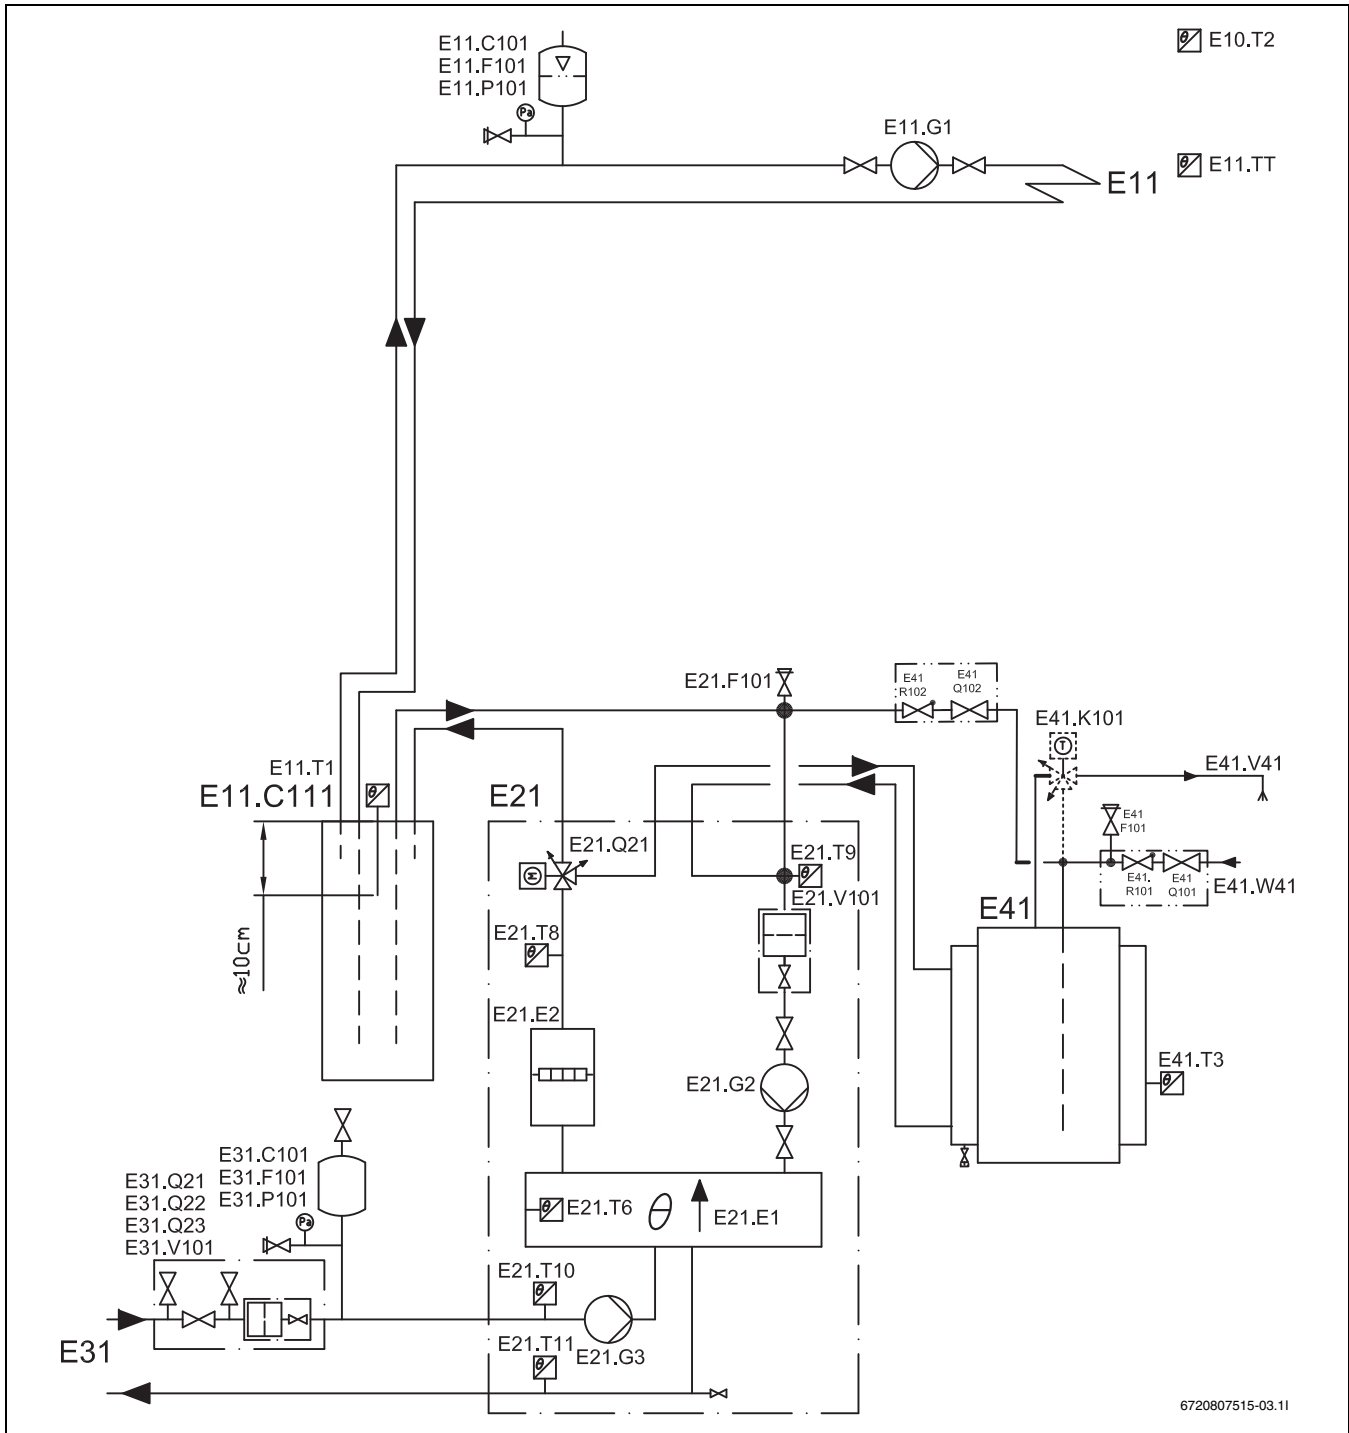 E11.C101
E11.F101
E11.P101
Pa
E10.T2
E11.G1
E11
E11.TT
E21.F101
E41
R102
E41
Q102
E41.K101
T
E41.V41
E11.T1
E11.C111
E21
E21.Q21
M
E21.T9
E21.V101
E41
F101
E41.
R101
E41
Q101
E41.W41
E41
≈10cm
E21.T8
E21.E2
E21.G2
E41.T3
E31.C101
E31.F101
E31.P101
E31.Q21
E31.Q22
E31.Q23
E31.V101
Pa
E21.T6
E21.E1
E21.T10
E21.T11
E21.G3
E31
6720807515-03.1I